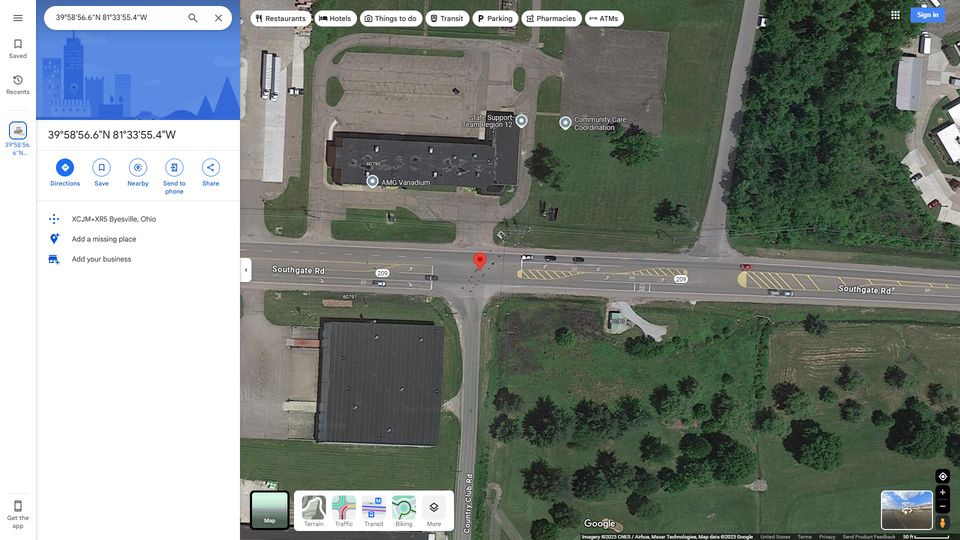 39°58'56.6"N 81°33'55.4"W
Restaurants
Hotels
Things to do
Transit
Parking
Pharmacies
ATMs
Sign in
Saved
Recents
39°58'56.
6"N...
39°58'56.6"N 81°33'55.4"W
Directions
Save
Nearby
Send to
phone
Share
XCJM+XR5 Byesville, Ohio
Add a missing place
Add your business
Get the
app
State Support
Team Region 12
Community Care
Coordination
60790
AMG Vanadium
Southgate Rd
209
209
Southgate Rd
60791
Country Club Rd
Map
Terrain
Traffic
Transit
Biking
More
Google
Imagery ©2025 CNES / Airbus, Maxar Technologies, Map data ©2025 Google
United States
Terms
Privacy
Send Product Feedback
50 ft